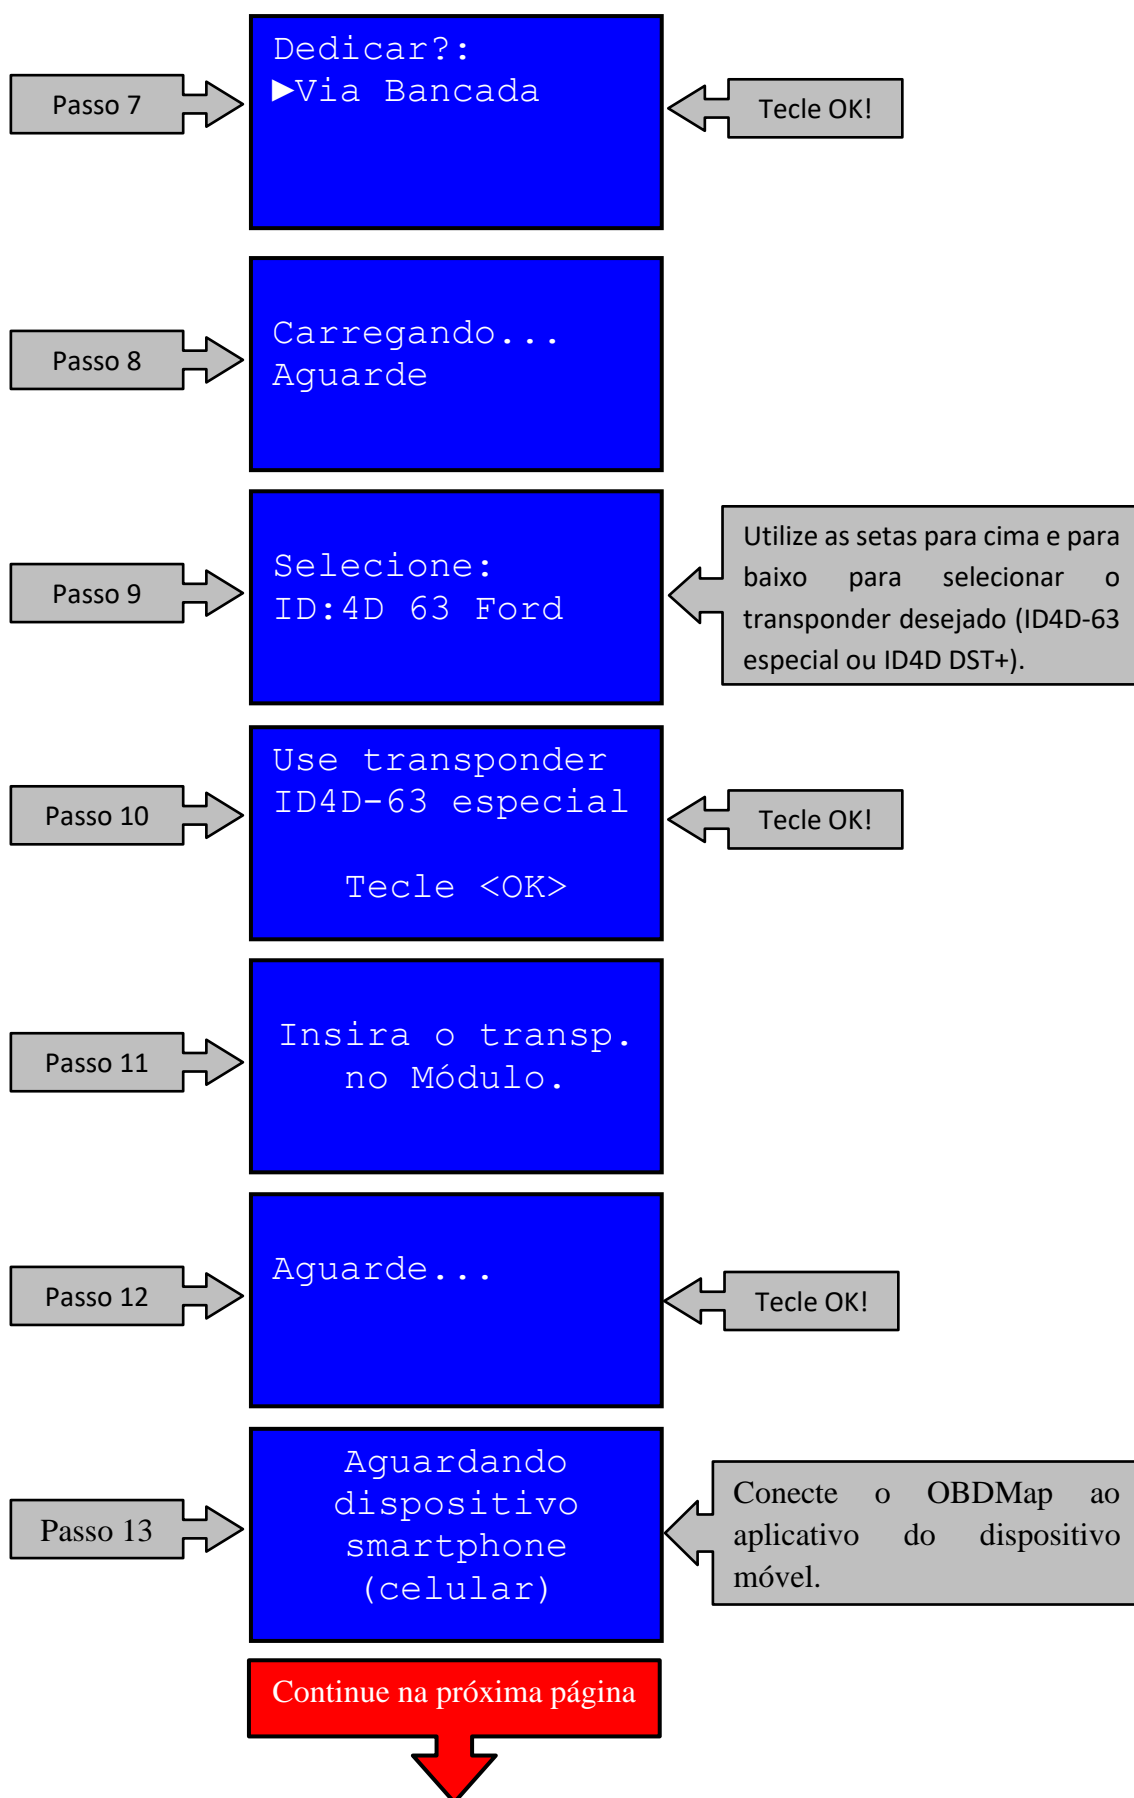 Passo 7
Dedicar?:
►Via Bancada
Tecle OK!
Passo 8
Carregando...
Aguarde
Passo 9
Selecione:
ID:4D 63 Ford
Utilize as setas para cima e para
baixo para selecionar o
transponder desejado (ID4D-63
especial ou ID4D DST+).
Passo 10
Use transponder
ID4D-63 especial
Tecle <OK>
Tecle OK!
Passo 11
Insira o transp.
no Módulo.
Passo 12
Aguarde...
Tecle OK!
Passo 13
Aguardando
dispositivo
smartphone
(celular)
Conecte o OBDMap ao
aplicativo do dispositivo
móvel.
Continue na próxima página